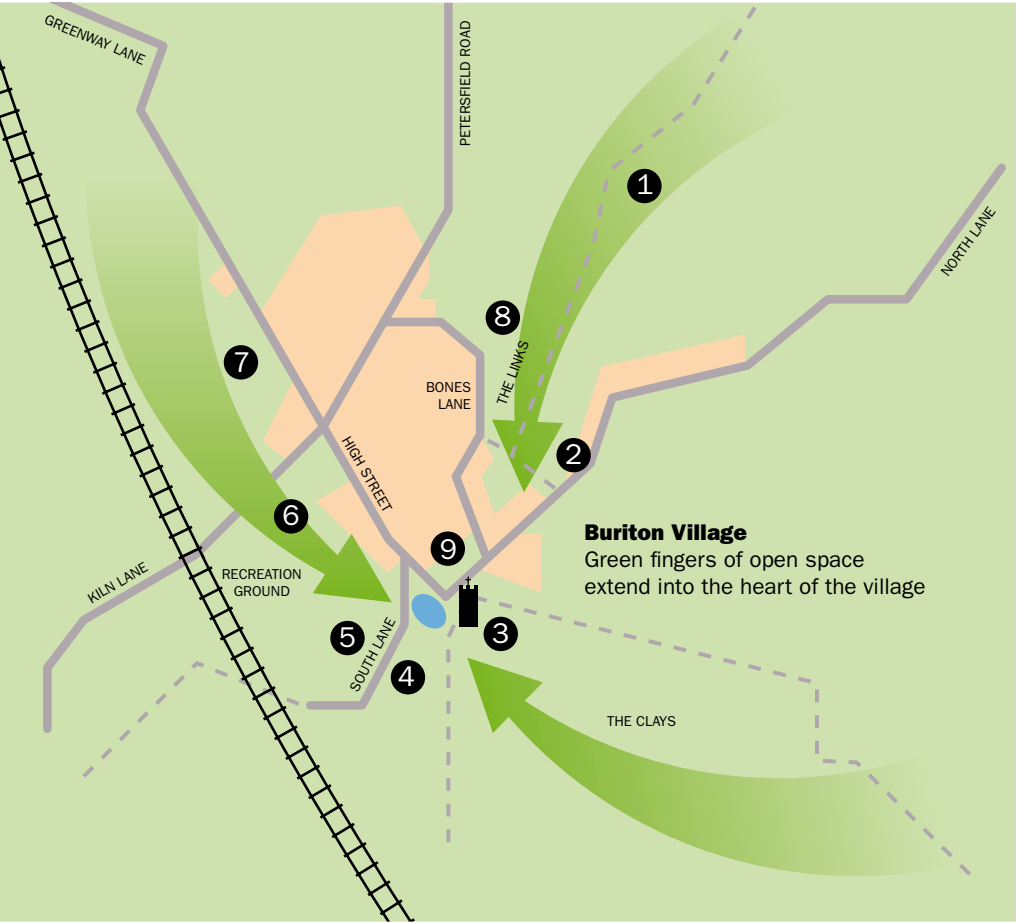 GREENWAY LANE
PETERSFIELD ROAD
1
NORTH LANE
8
THE LINKS
7
BONES
LANE
HIGH STREET
2
6
9
Buriton Village
Green fingers of open space
extend into the heart of the village
KILN LANE
RECREATION
GROUND
5
SOUTH LANE
3
4
THE CLAYS